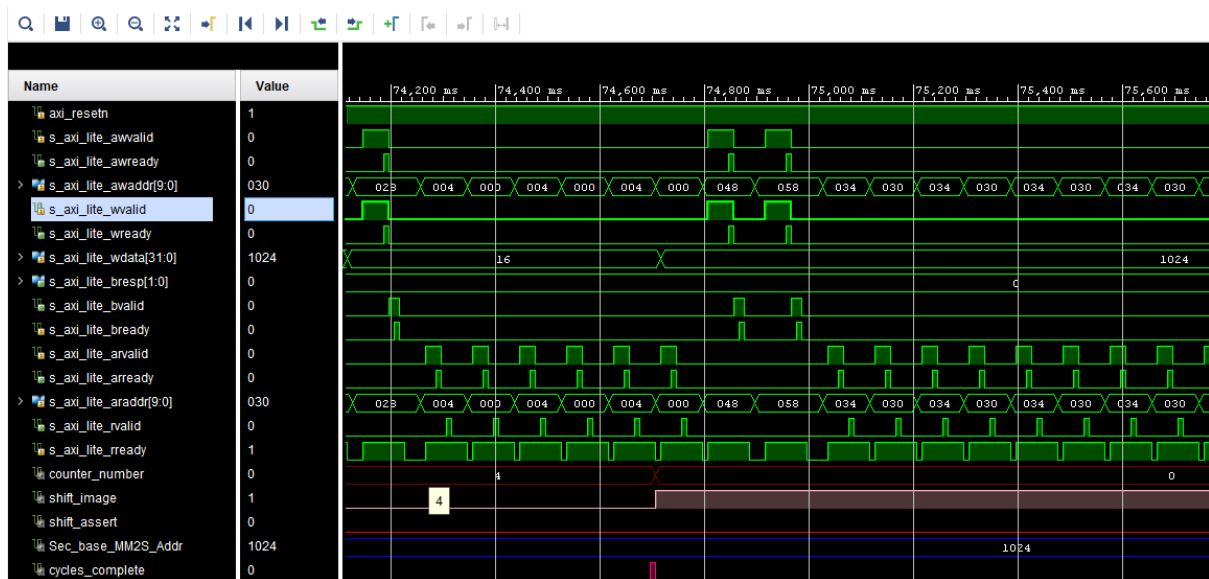 Name Value
74,200 ms 74,400 ms 74,600 ms 74,800 ms 75,000 ms 75,200 ms 75,400 ms 75,600 ms
axi_resetn 1
s_axi_lite_awvalid 0
s_axi_lite_awready 0
s_axi_lite_awaddr[9:0] 030 028 004 000 004 000 004 000 048 058 034 030 034 030 034 030 034 030
s_axi_lite_wvalid 0
s_axi_lite_wready 0
s_axi_lite_wdata[31:0] 1024 16 1024
s_axi_lite_bresp[1:0] 0 0
s_axi_lite_bvalid 0
s_axi_lite_bready 0
s_axi_lite_arvalid 0
s_axi_lite_arready 0
s_axi_lite_araddr[9:0] 030 028 004 000 004 000 004 000 048 058 034 030 034 030 034 030 034 030
s_axi_lite_rvalid 0
s_axi_lite_rready 1
counter_number 0 4 0
shift_image 1 4
shift_assert 0
Sec_base_MM2S_Addr 1024 1024
cycles_complete 0